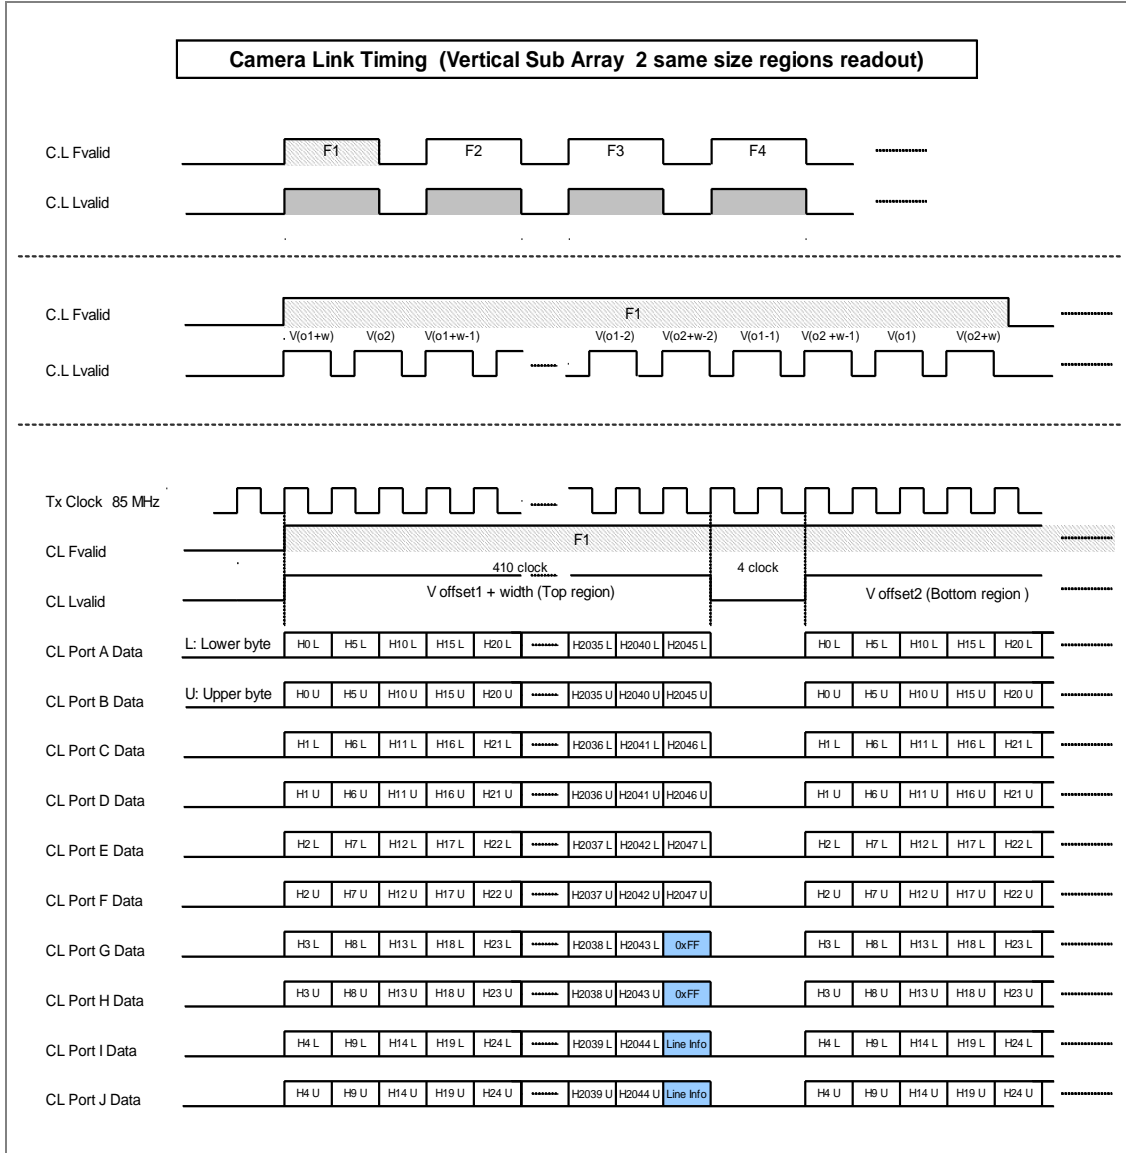 Camera Link Timing (Vertical Sub Array 2 same size regions readout)
C.L Fvalid F1 F2 F3 F4
C.L Lvalid
C.L Fvalid F1
V(o1+w) V(o2) V(o1+w-1) V(o1-2) V(o2+w-2) V(o1-1) V(o2 +w-1) V(o1) V(o2+w)
C.L Lvalid
Tx Clock 85 MHz
CL Fvalid F1
410 clock 4 clock
CL Lvalid V offset1 + width (Top region) V offset2 (Bottom region )
CL Port A Data L: Lower byte H0 L H5 L H10 L H15 L H20 L H2035 L H2040 L H2045 L H0 L H5 L H10 L H15 L H20 L
CL Port B Data U: Upper byte H0 U H5 U H10 U H15 U H20 U H2035 U H2040 U H2045 U H0 U H5 U H10 U H15 U H20 U
CL Port C Data H1 L H6 L H11 L H16 L H21 L H2036 L H2041 L H2046 L H1 L H6 L H11 L H16 L H21 L
CL Port D Data H1 U H6 U H11 U H16 U H21 U H2036 U H2041 U H2046 U H1 U H6 U H11 U H16 U H21 U
CL Port E Data H2 L H7 L H12 L H17 L H22 L H2037 L H2042 L H2047 L H2 L H7 L H12 L H17 L H22 L
CL Port F Data H2 U H7 U H12 U H17 U H22 U H2037 U H2042 U H2047 U H2 U H7 U H12 U H17 U H22 U
CL Port G Data H3 L H8 L H13 L H18 L H23 L H2038 L H2043 L 0xFF H3 L H8 L H13 L H18 L H23 L
CL Port H Data H3 U H8 U H13 U H18 U H23 U H2038 U H2043 U 0xFF H3 U H8 U H13 U H18 U H23 U
CL Port I Data H4 L H9 L H14 L H19 L H24 L H2039 L H2044 L Line Info H4 L H9 L H14 L H19 L H24 L
CL Port J Data H4 U H9 U H14 U H19 U H24 U H2039 U H2044 U Line Info H4 U H9 U H14 U H19 U H24 U